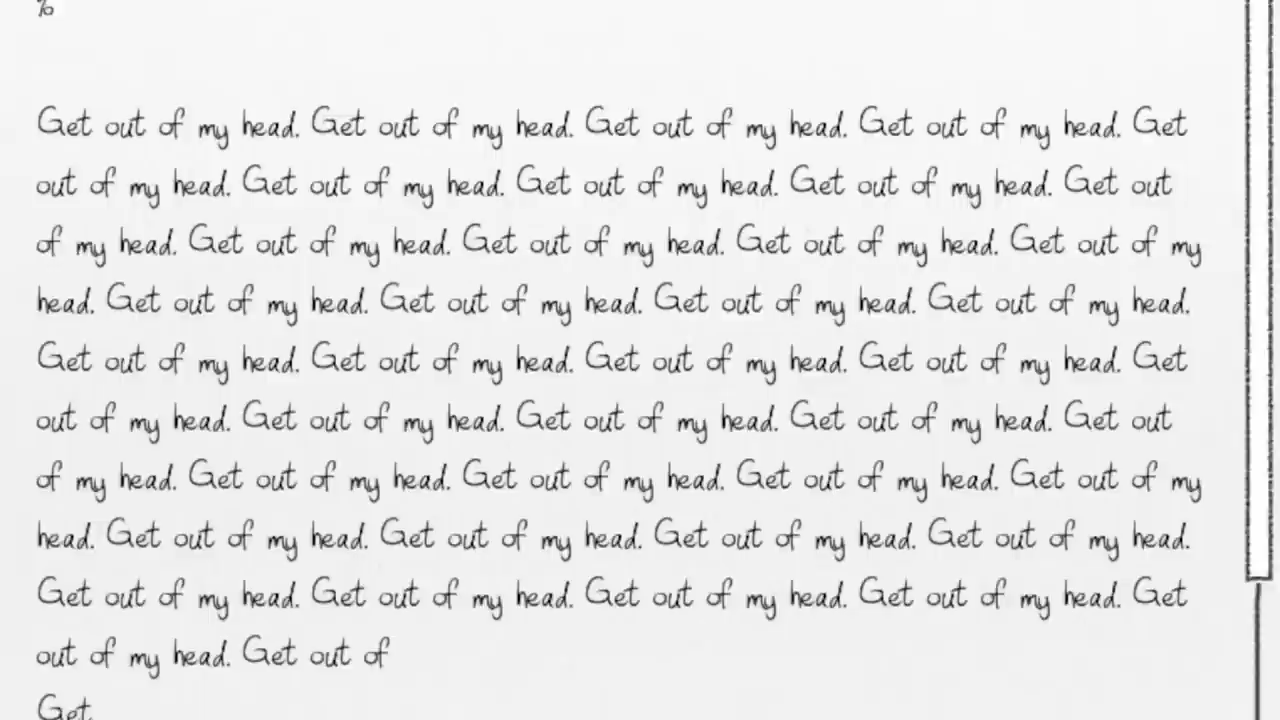 %
Get out of my head. Get out of my head. Get out of my head. Get out of my head. Get
out of my head. Get out of my head. Get out of my head. Get out of my head. Get out
of my head. Get out of my head. Get out of my head. Get out of my head. Get out of my
head. Get out of my head. Get out of my head. Get out of my head. Get out of my head.
Get out of my head. Get out of my head. Get out of my head. Get out of my head. Get
out of my head. Get out of my head. Get out of my head. Get out of my head. Get out
of my head. Get out of my head. Get out of my head. Get out of my head. Get out of my
head. Get out of my head. Get out of my head. Get out of my head. Get out of my head.
Get out of my head. Get out of my head. Get out of my head. Get out of my head. Get
out of my head. Get out of
Get